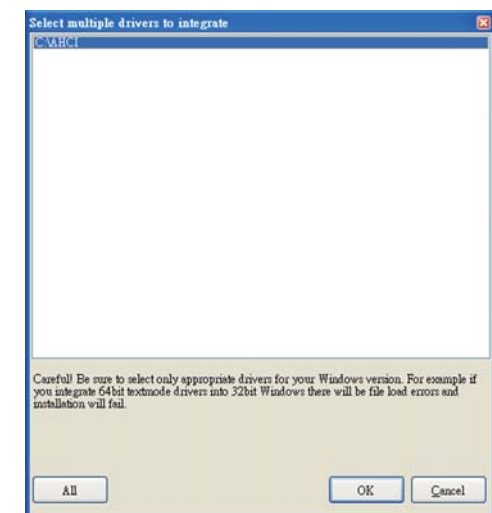 Select multiple drivers to integrate
C:\AHCI
Careful! Be sure to select only appropriate drivers for your Windows version. For example if
you integrate 64bit textmode drivers into 32bit Windows there will be file load errors and
installation will fail.
All
OK
Cancel